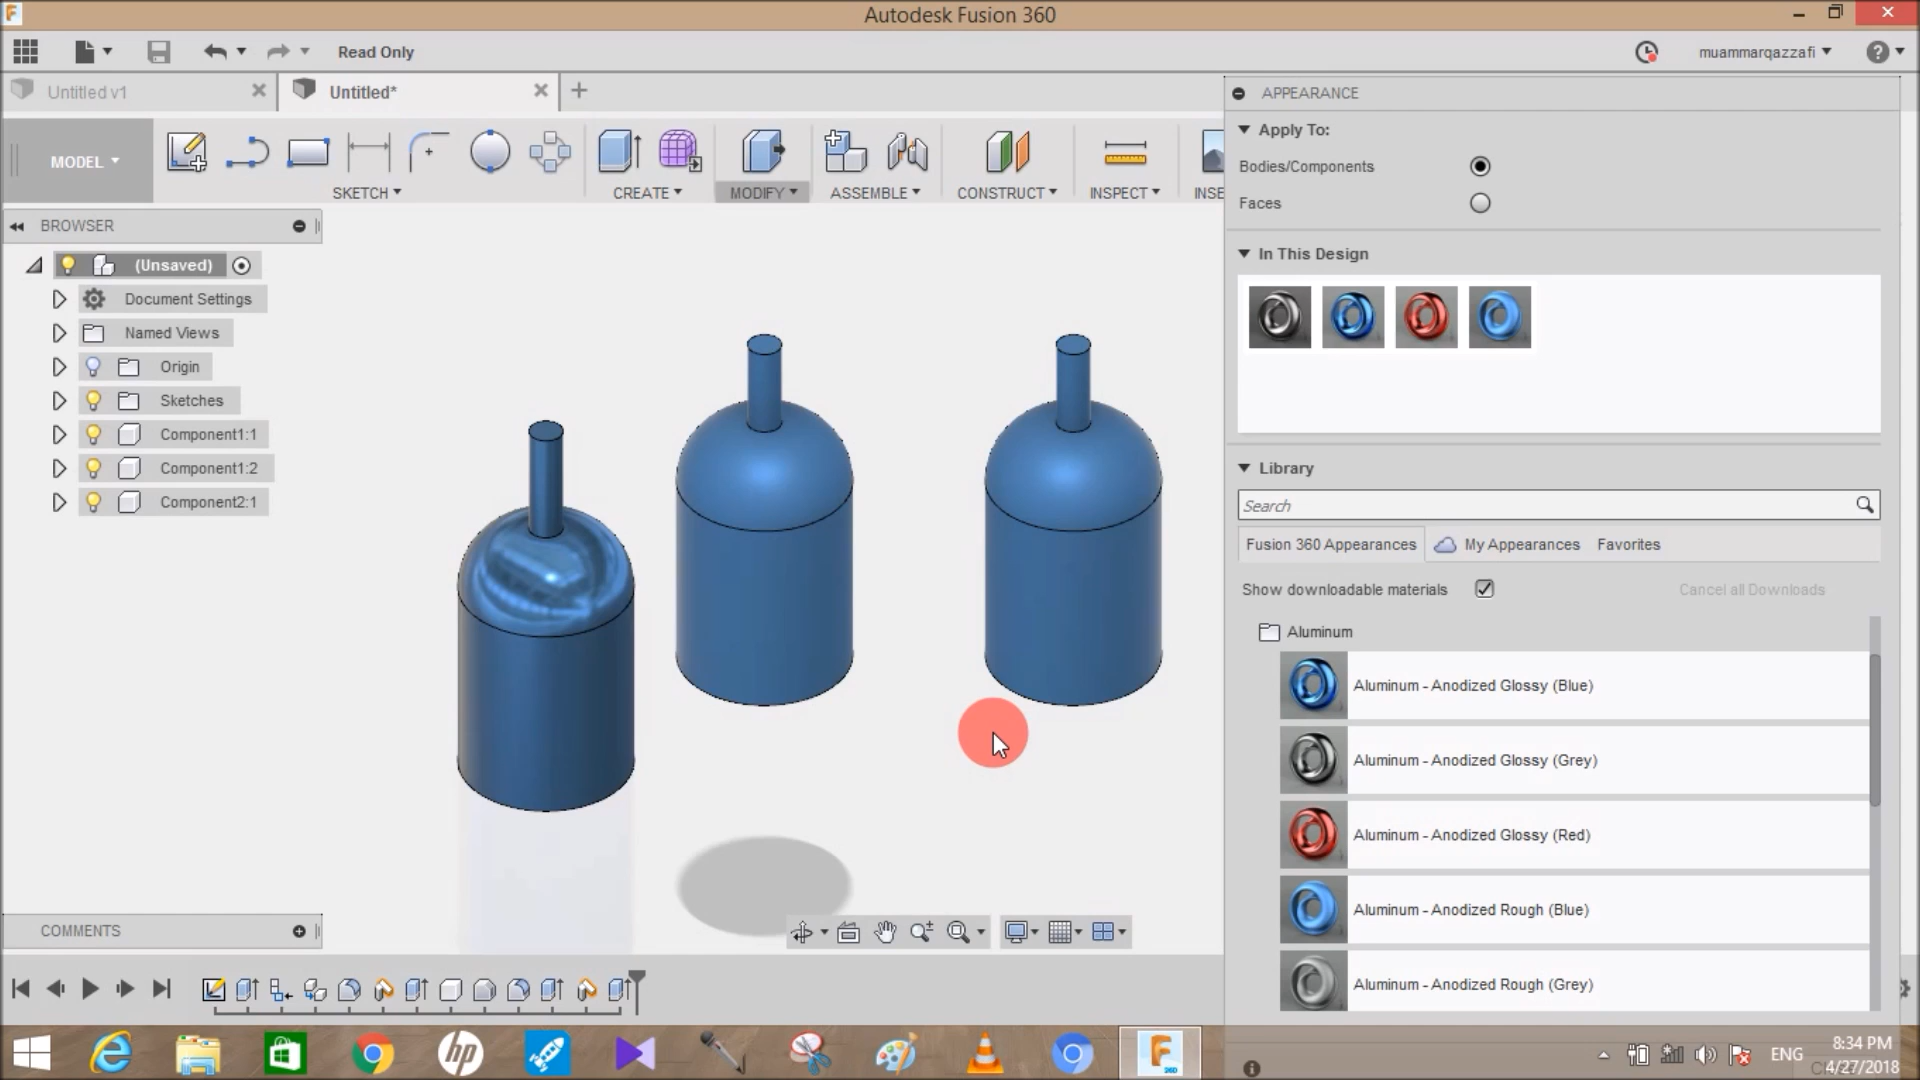 Autodesk Fusion 360
Read Only
muammarqazzafi
Untitled v1
Untitled*
MODEL
SKETCH
CREATE
MODIFY
ASSEMBLE
CONSTRUCT
INSPECT
INSE
BROWSER
(Unsaved)
Document Settings
Named Views
Origin
Sketches
Component1:1
Component1:2
Component2:1
COMMENTS
APPEARANCE
Apply To:
Bodies/Components
Faces
In This Design
Library
Search
Fusion 360 Appearances
My Appearances
Favorites
Show downloadable materials
Cancel all Downloads
Aluminum
Aluminum - Anodized Glossy (Blue)
Aluminum - Anodized Glossy (Grey)
Aluminum - Anodized Glossy (Red)
Aluminum - Anodized Rough (Blue)
Aluminum - Anodized Rough (Grey)
ENG
8:34 PM
4/27/2018